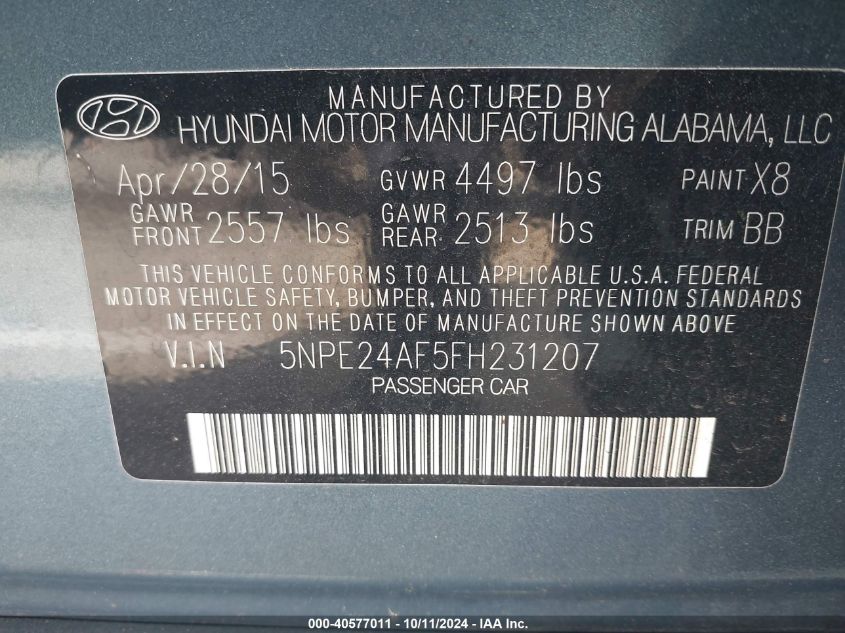 MANUFACTURED BY
HYUNDAI MOTOR MANUFACTURING ALABAMA, LLC
Apr/28/15 GVWR 4497 lbs PAINT X8
GAWR FRONT 2557 lbs GAWR REAR 2513 lbs TRIM BB
THIS VEHICLE CONFORMS TO ALL APPLICABLE U.S.A. FEDERAL
MOTOR VEHICLE SAFETY, BUMPER, AND THEFT PREVENTION STANDARDS
IN EFFECT ON THE DATE OF MANUFACTURE SHOWN ABOVE
V.I.N 5NPE24AF5FH231207
PASSENGER CAR
000-40577011 - 10/11/2024 - IAA Inc.